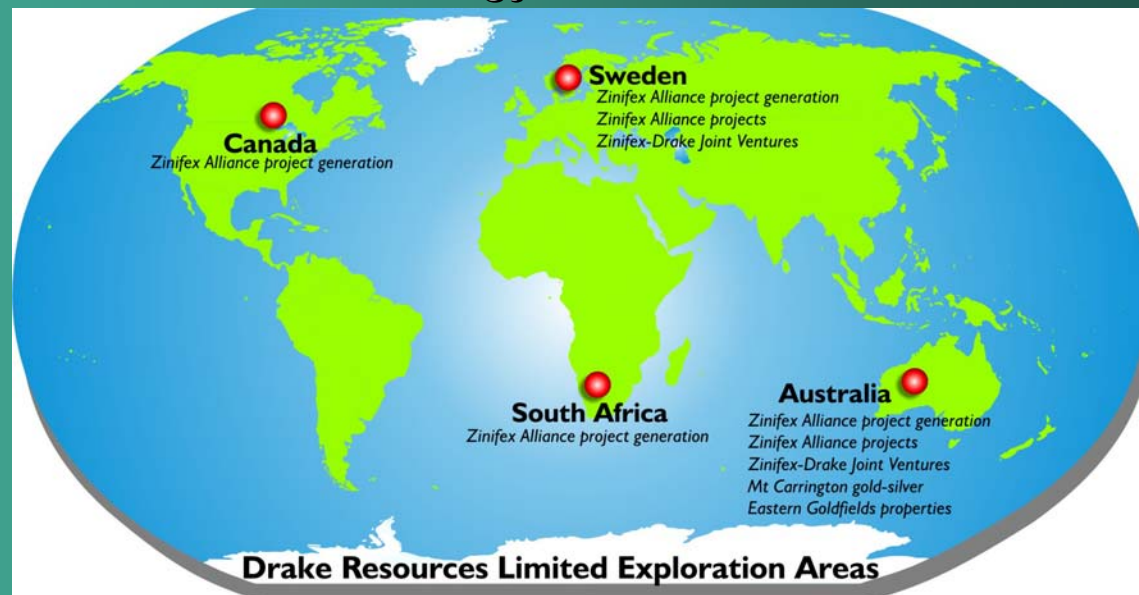 Sweden
Zinifex Alliance project generation
Zinifex Alliance projects
Zinifex-Drake Joint Ventures
Canada
Zinifex Alliance project generation
South Africa
Zinifex Alliance project generation
Australia
Zinifex Alliance project generation
Zinifex Alliance projects
Zinifex-Drake Joint Ventures
Mt Carrington gold-silver
Eastern Goldfields properties
Drake Resources Limited Exploration Areas